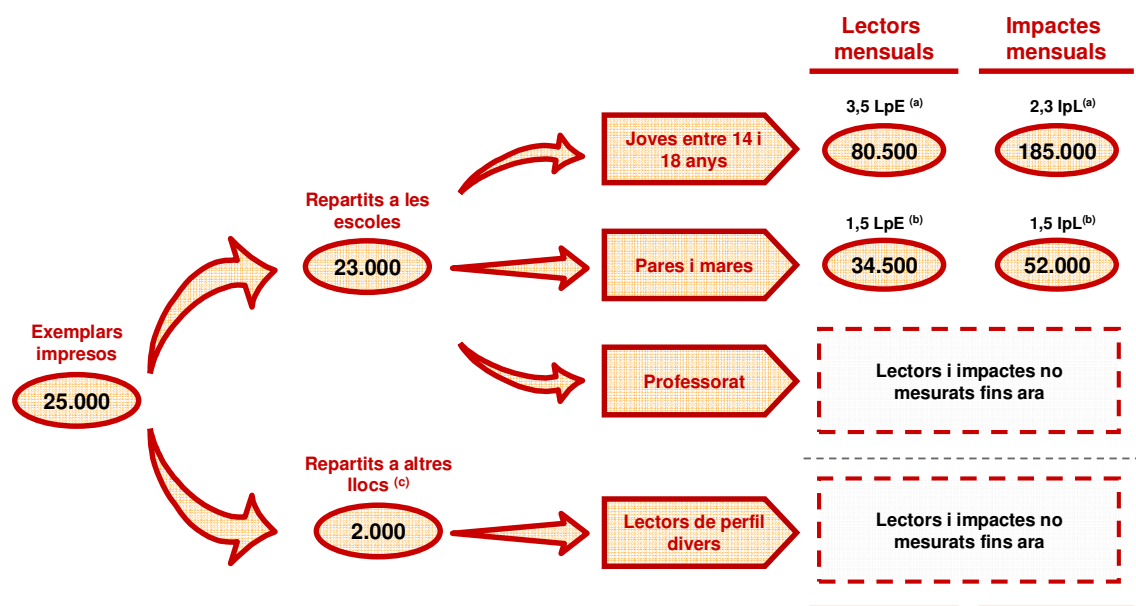 Lectors
mensuals
Impactes
mensuals
3,5 LpE (a)
2,3 IpL(a)
Joves entre 14 i
18 anys
80.500
185.000
Repartits a les
escoles
23.000
1,5 LpE (b)
1,5 IpL(b)
Pares i mares
34.500
52.000
Exemplars
impresos
25.000
Professorat
Lectors i impactes no
mesurats fins ara
Repartits a altres
llocs (c)
2.000
Lectors de perfil
divers
Lectors i impactes no
mesurats fins ara